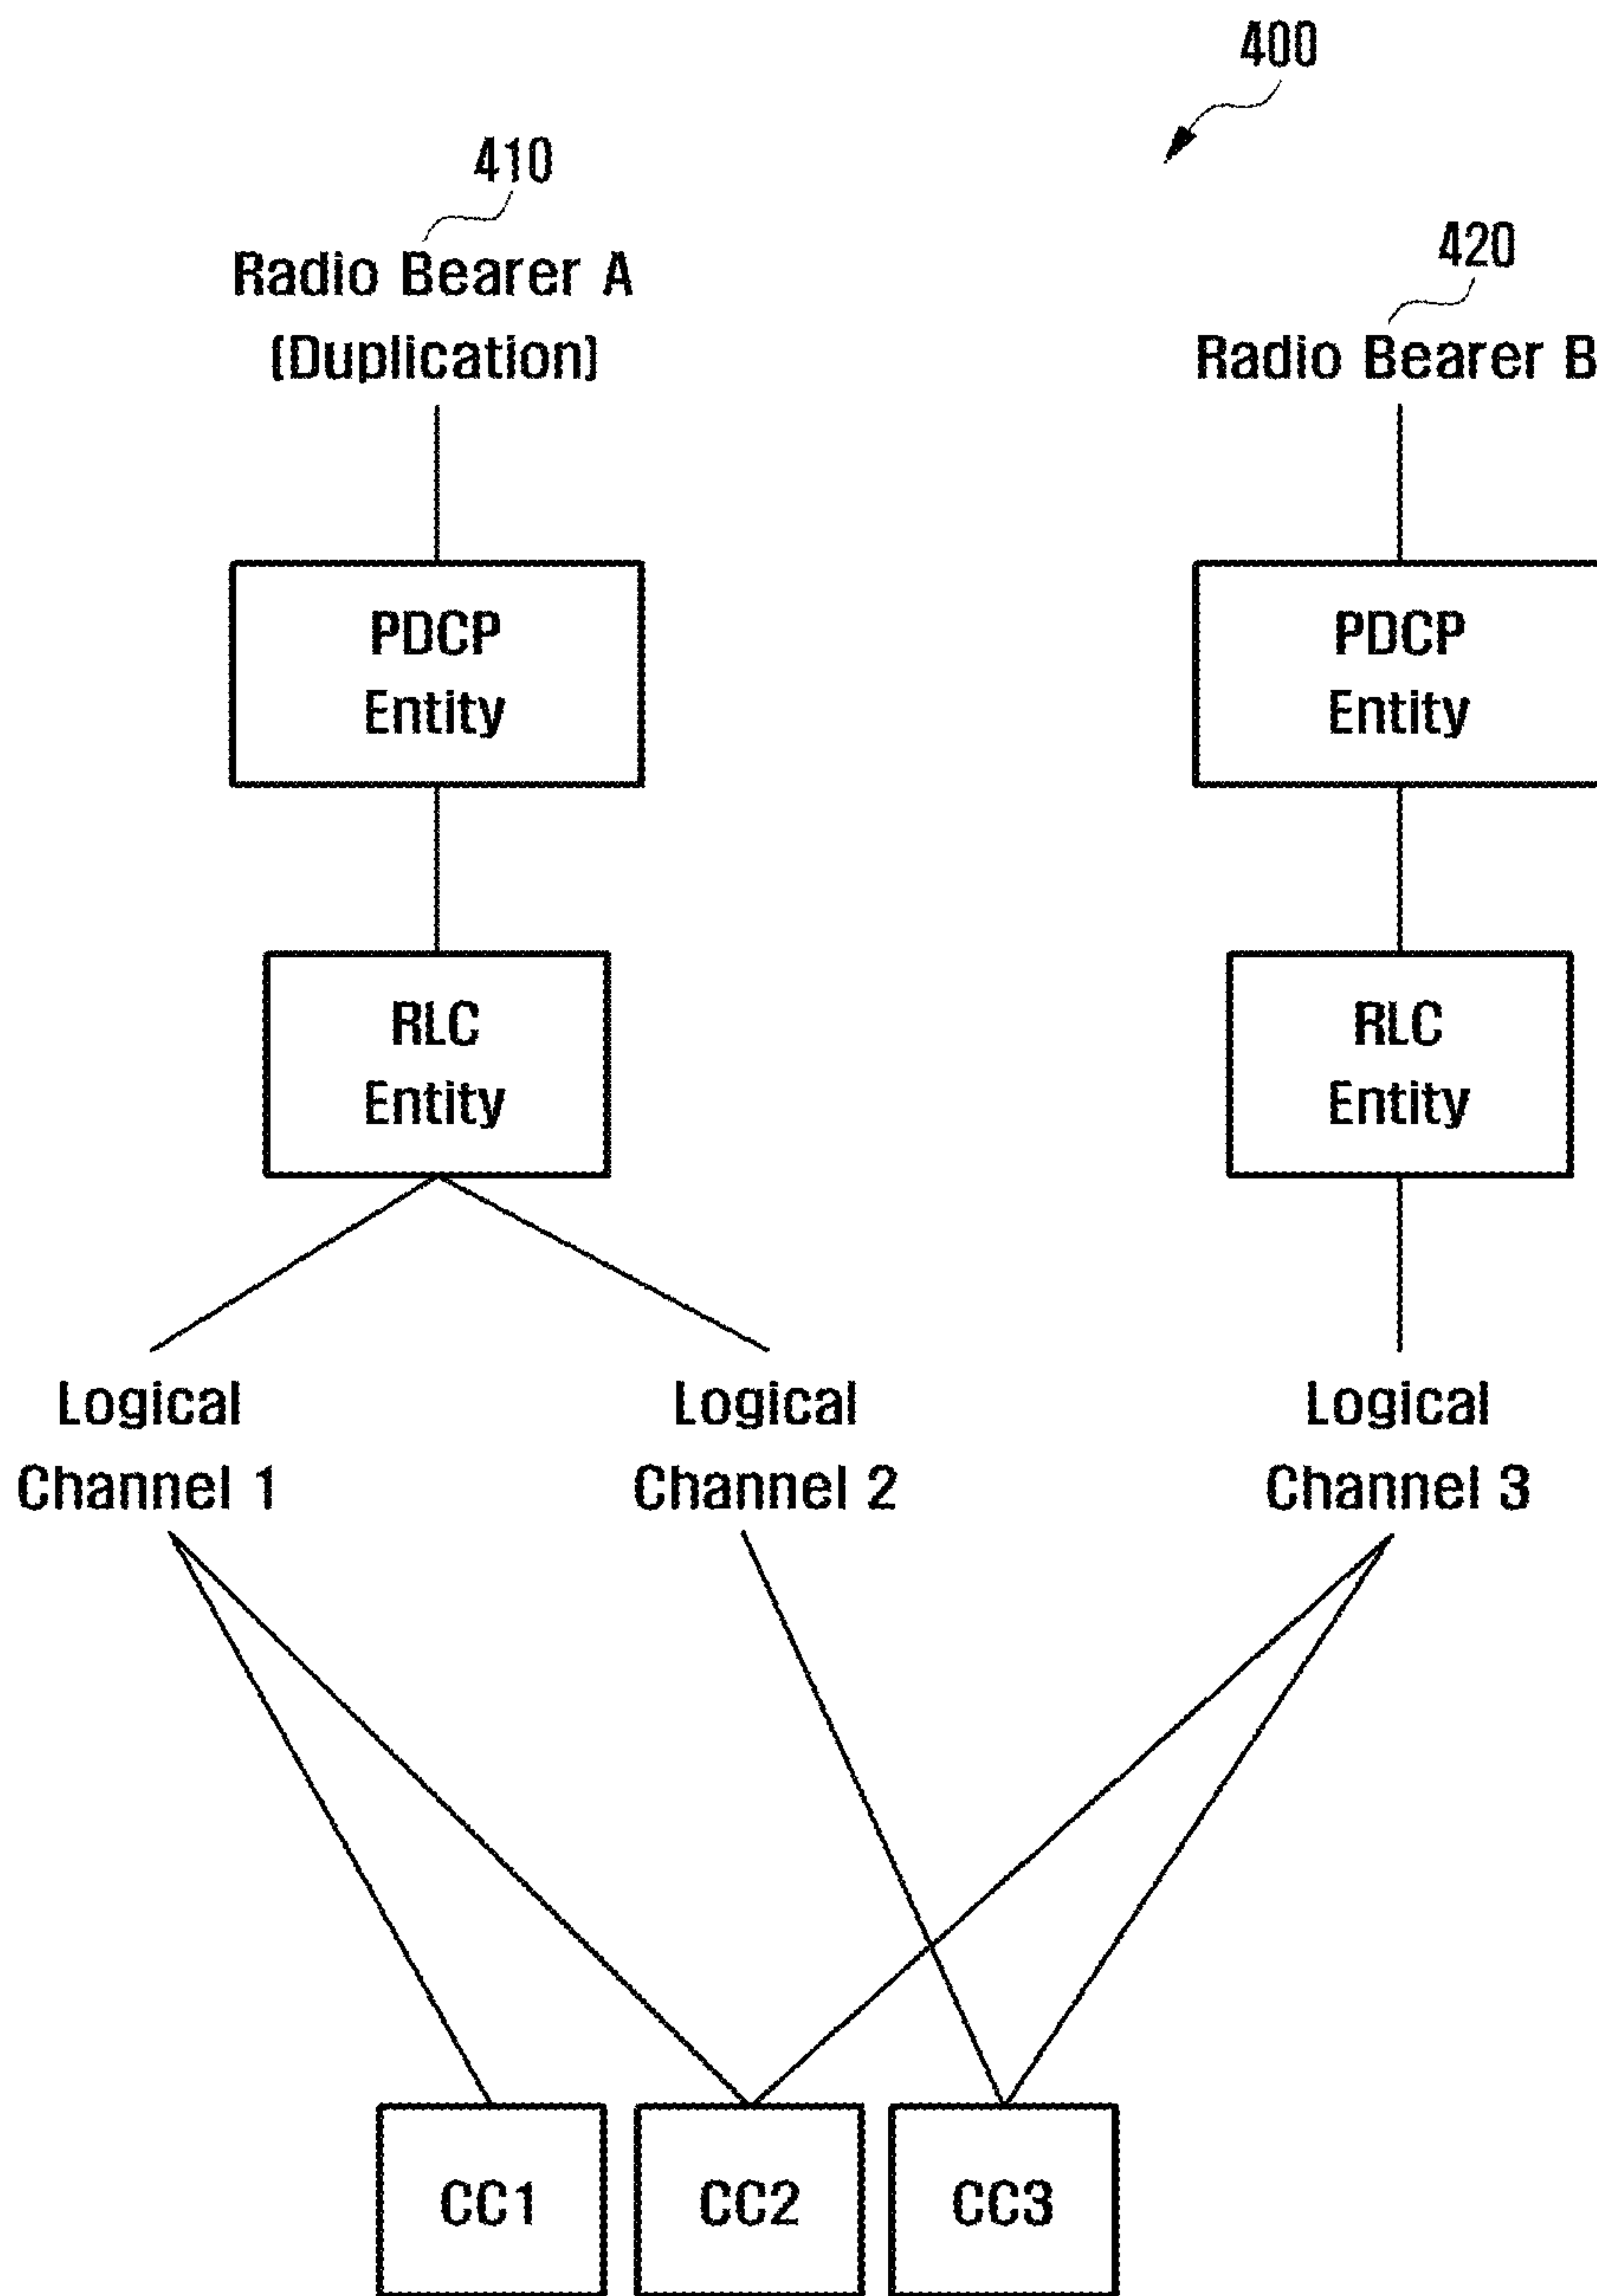 400
410
Radio Bearer A
(Duplication)
420
Radio Bearer B
PDCP
Entity
PDCP
Entity
RLC
Entity
RLC
Entity
Logical
Channel 1
Logical
Channel 2
Logical
Channel 3
CC1
CC2
CC3